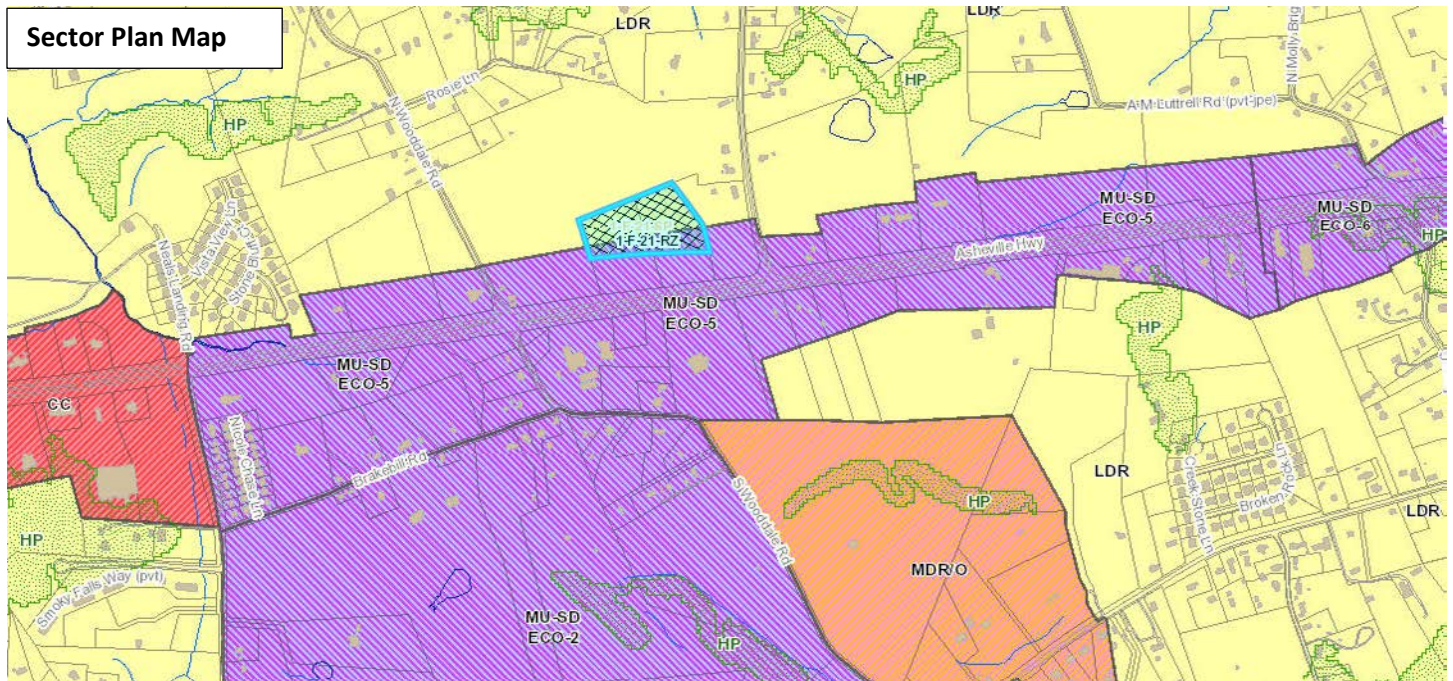 Sector Plan Map
LDR
LDR
N Molly Brig
HP
Rosie Ln
N Wooddale Rd
A M Luttrell Rd (pvt-jpe)
HP
MU-SD
ECO-5
MU-SD
ECO-6
HP
1-F-21-RZ
Vista View Ln
Stone Blvd
Neals Landing Rd
Asheville Hwy
MU-SD
ECO-5
HP
MU-SD
ECO-5
CC
Nicole Chase Ln
Brakebill Rd
LDR
Creek Stone Ln
Broken Rock Ln
LDR
HP
S Wooddale Rd
HP
MDR/O
Smoky Falls Way (pvt)
MU-SD
ECO-2
HP